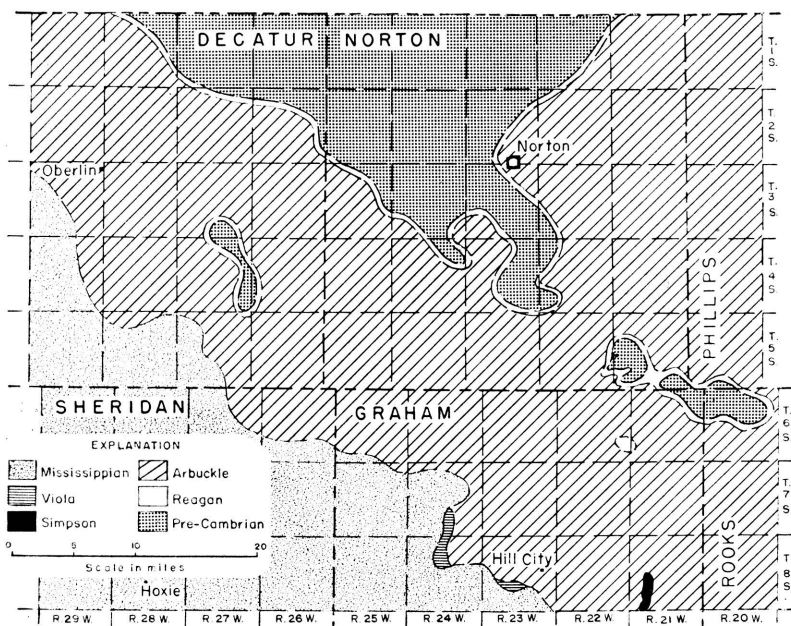 DECATUR NORTON
T. 1 S.
T. 2 S.
Norton
Oberlin
T. 3 S.
T. 4 S.
PHILLIPS
T. 5 S.
SHERIDAN
GRAHAM
T. 6 S.
EXPLANATION
Mississippian Arbuckle
Viola Reagan
Simpson Pre-Cambrian
T. 7 S
0 5 10 20
Scale in miles
Hill City
ROOKS
T 8 S
Hoxie
R. 29 W. R. 28 W. R. 27 W. R. 26 W. R. 25 W. R. 24 W. R. 23 W. R. 22 W. R. 21 W. R. 20 W.